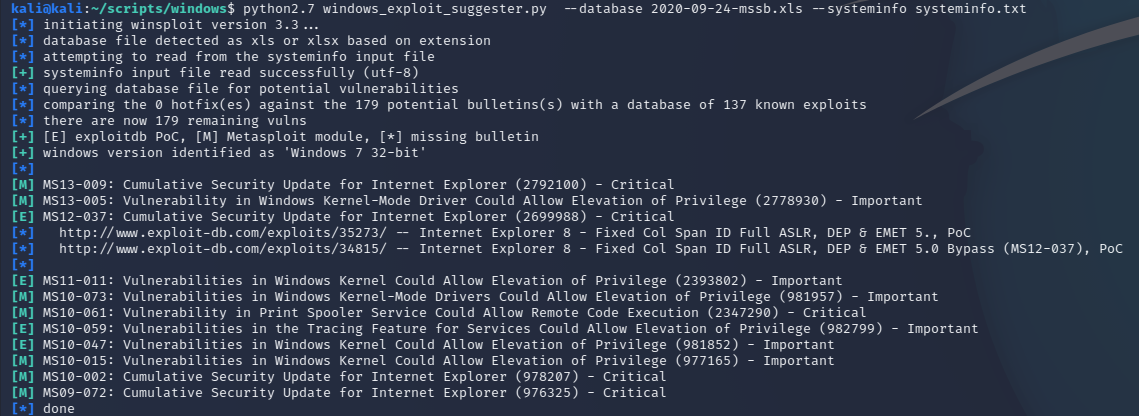 kali@kali:~/scripts/windows$ python2.7 windows_exploit_suggester.py  --database 2020-09-24-mssb.xls --systeminfo systeminfo.txt
[*] initiating winsploit version 3.3...
[*] database file detected as xls or xlsx based on extension
[*] attempting to read from the systeminfo input file
[+] systeminfo input file read successfully (utf-8)
[*] querying database file for potential vulnerabilities
[*] comparing the 0 hotfix(es) against the 179 potential bulletins(s) with a database of 137 known exploits
[*] there are now 179 remaining vulns
[+] [E] exploitdb PoC, [M] Metasploit module, [*] missing bulletin
[+] windows version identified as 'Windows 7 32-bit'
[*]
[M] MS13-009: Cumulative Security Update for Internet Explorer (2792100) - Critical
[M] MS13-005: Vulnerability in Windows Kernel-Mode Driver Could Allow Elevation of Privilege (2778930) - Important
[E] MS12-037: Cumulative Security Update for Internet Explorer (2699988) - Critical
[*]   http://www.exploit-db.com/exploits/35273/ -- Internet Explorer 8 - Fixed Col Span ID Full ASLR, DEP & EMET 5., PoC
[*]   http://www.exploit-db.com/exploits/34815/ -- Internet Explorer 8 - Fixed Col Span ID Full ASLR, DEP & EMET 5.0 Bypass (MS12-037), PoC
[*]
[E] MS11-011: Vulnerabilities in Windows Kernel Could Allow Elevation of Privilege (2393802) - Important
[M] MS10-073: Vulnerabilities in Windows Kernel-Mode Drivers Could Allow Elevation of Privilege (981957) - Important
[M] MS10-061: Vulnerability in Print Spooler Service Could Allow Remote Code Execution (2347290) - Critical
[E] MS10-059: Vulnerabilities in the Tracing Feature for Services Could Allow Elevation of Privilege (982799) - Important
[E] MS10-047: Vulnerabilities in Windows Kernel Could Allow Elevation of Privilege (981852) - Important
[M] MS10-015: Vulnerabilities in Windows Kernel Could Allow Elevation of Privilege (977165) - Important
[M] MS10-002: Cumulative Security Update for Internet Explorer (978207) - Critical
[M] MS09-072: Cumulative Security Update for Internet Explorer (976325) - Critical
[*] done